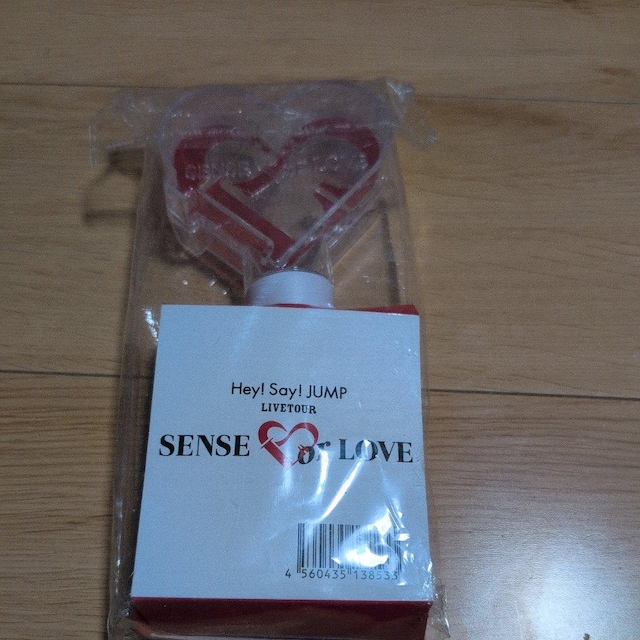 Hey! Say! JUMP
LIVETOUR
SENSE or LOVE
4 560435 138533